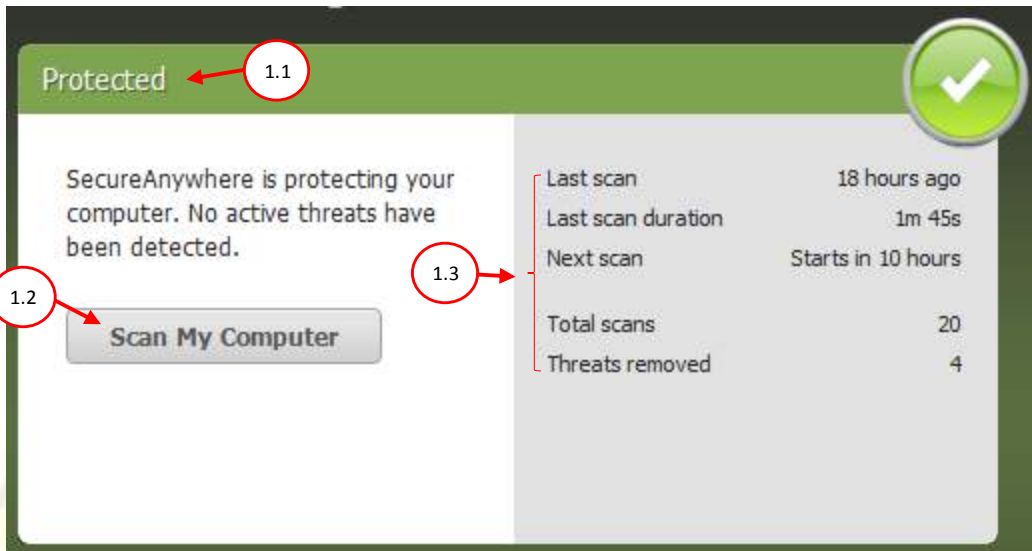 Protected
1.1
SecureAnywhere is protecting your
computer. No active threats have
been detected.
1.2
Scan My Computer
1.3
Last scan 18 hours ago
Last scan duration 1m 45s
Next scan Starts in 10 hours
Total scans 20
Threats removed 4